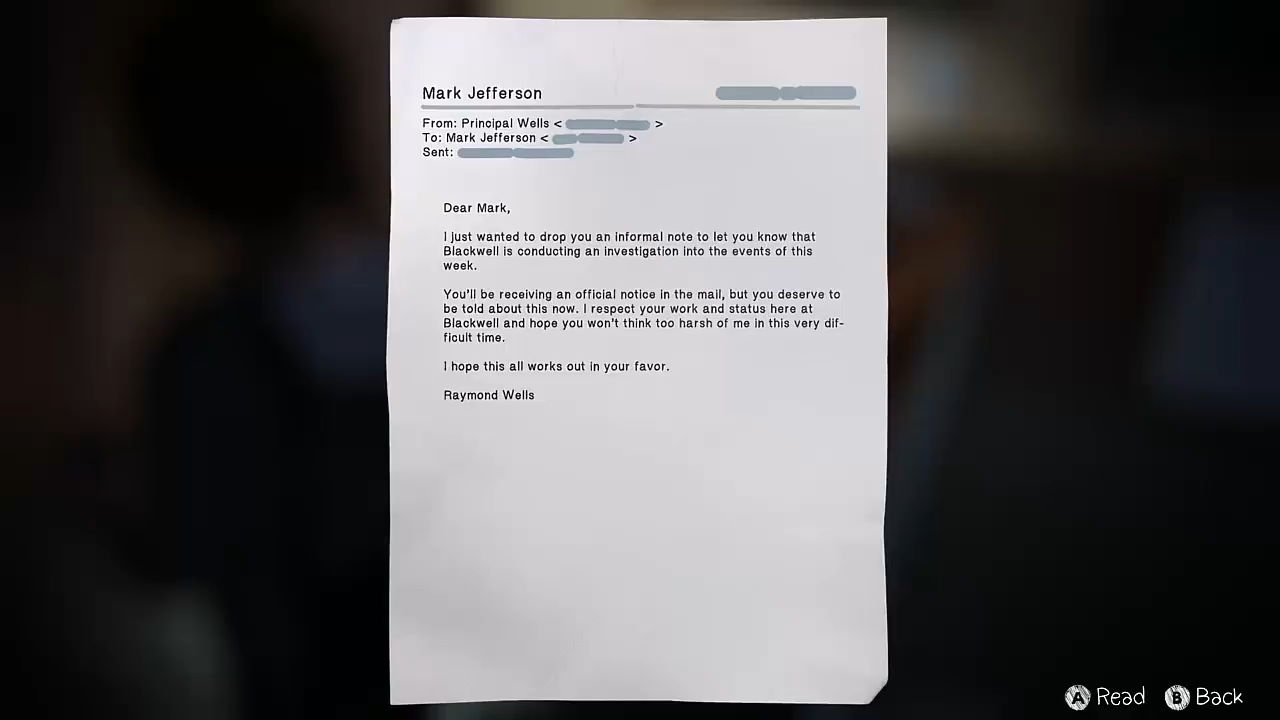 Mark Jefferson
From: Principal Wells < >
To: Mark Jefferson < >
Sent:
Dear Mark,
I just wanted to drop you an informal note to let you know that
Blackwell is conducting an investigation into the events of this
week.
You'll be receiving an official notice in the mail, but you deserve to
be told about this now. I respect your work and status here at
Blackwell and hope you won't think too harsh of me in this very dif-
ficult time.
I hope this all works out in your favor.
Raymond Wells
A Read B Back